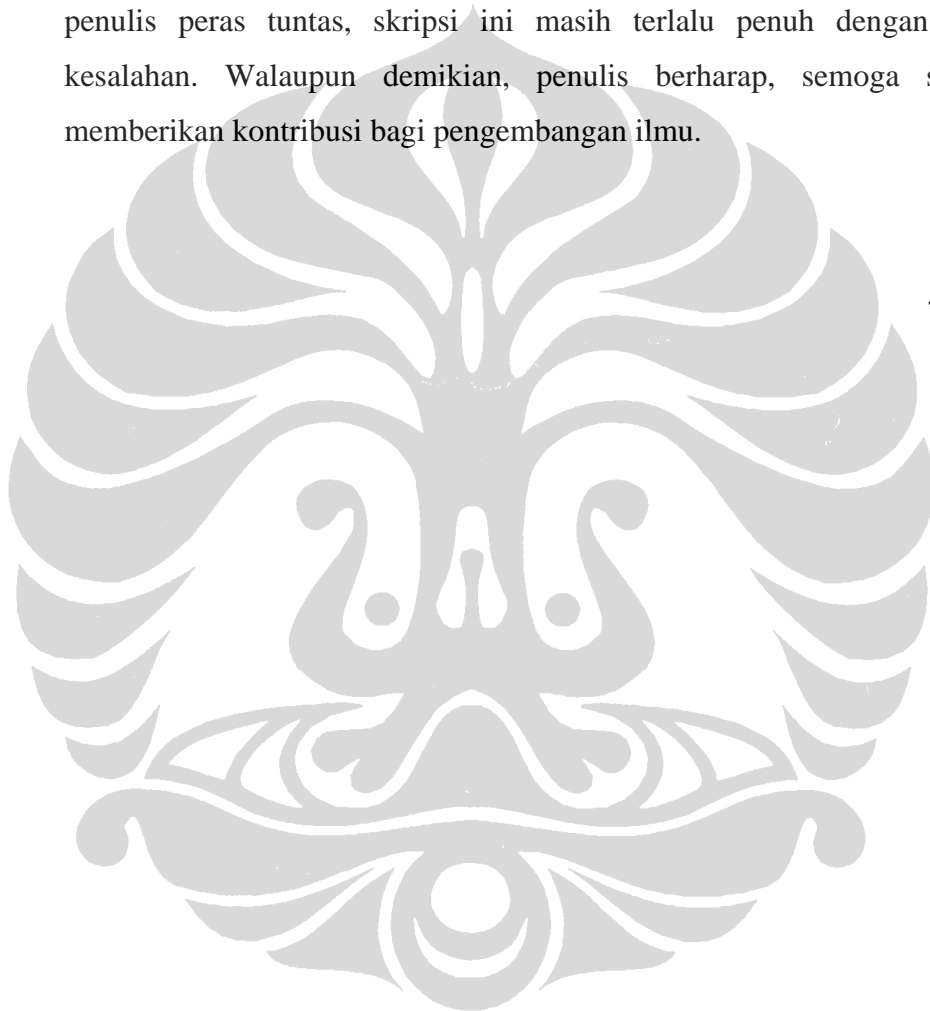 penulis peras tuntas, skripsi ini masih terlalu penuh dengan
kesalahan. Walaupun demikian, penulis berharap, semoga s
memberikan kontribusi bagi pengembangan ilmu.